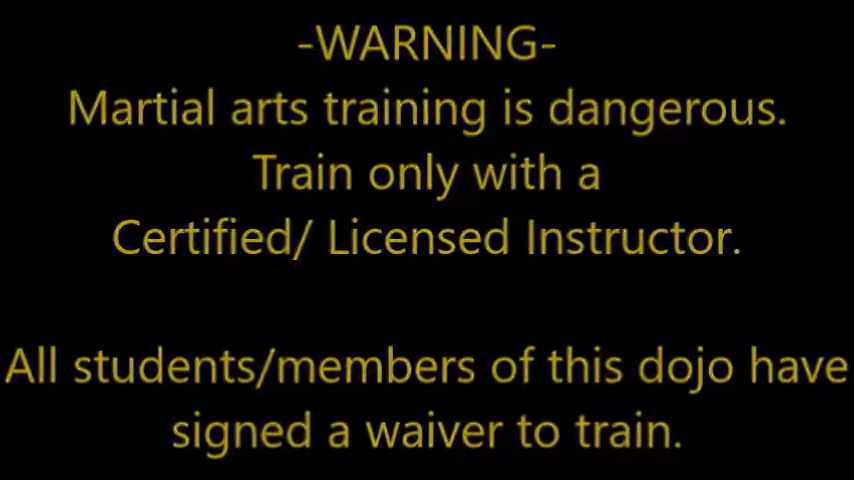 -WARNING-
Martial arts training is dangerous.
Train only with a
Certified/ Licensed Instructor.
All students/members of this dojo have
signed a waiver to train.